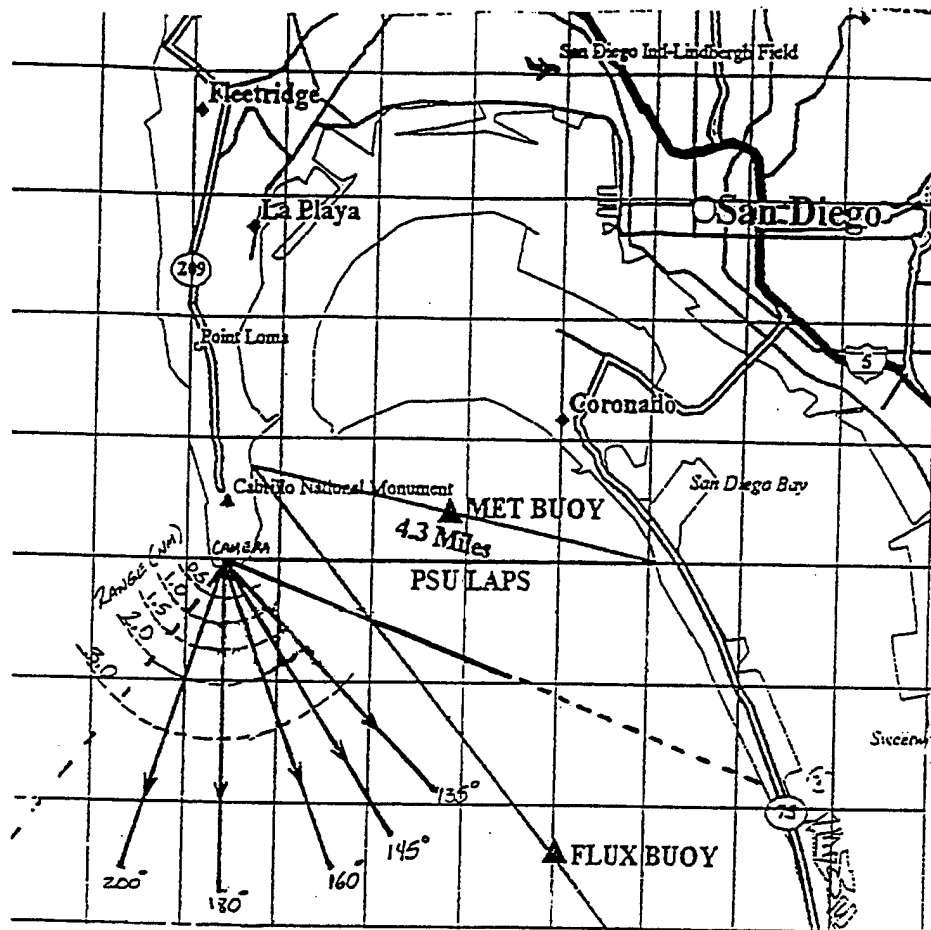 San Diego Intl-Lindbergh Field
Fleetridge
La Playa
San Diego
209
Point Loma
5
Coronado
Cabrillo National Monument
San Diego Bay
MET BUOY
4.3 Miles
CAMERA
PSU LAPS
RANGE (NM)
0.5
1.0
1.5
2.0
3.0
135°
75
145°
FLUX BUOY
200°
180°
160°